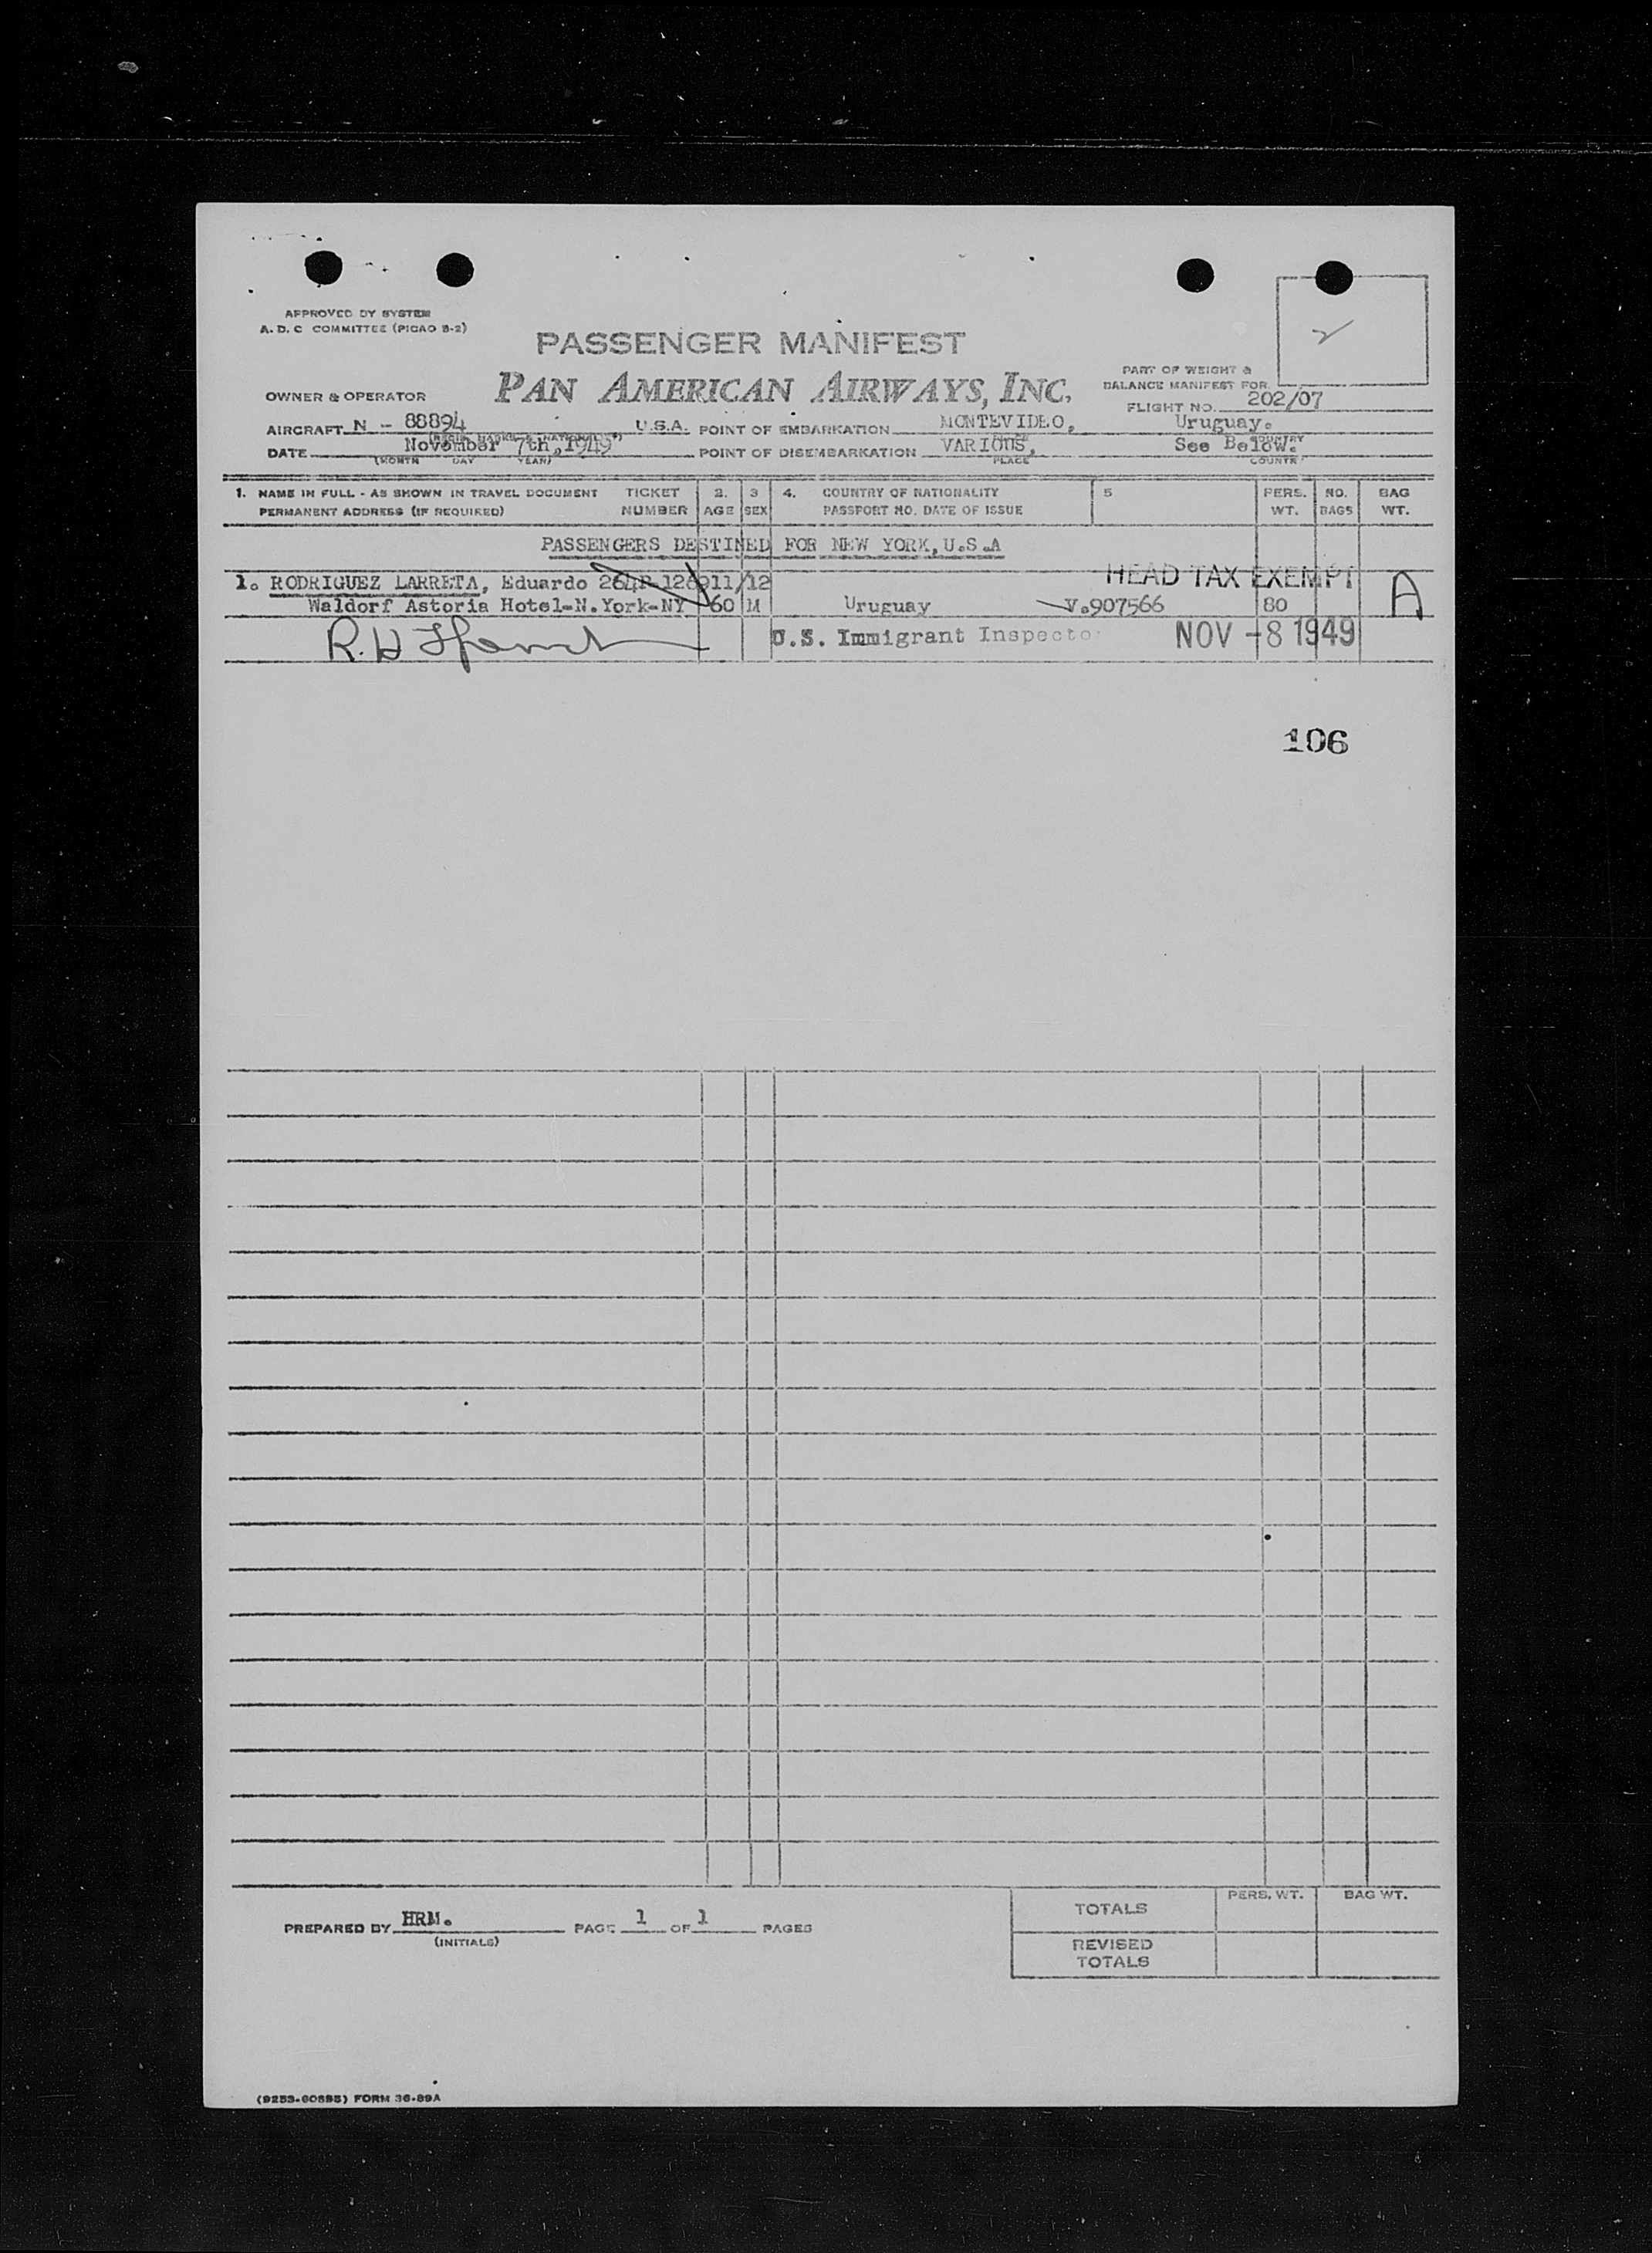 APPROVED BY SYSTEM
A. D. C COMMITTEE (PICAO B-2)
PASSENGER MANIFEST
PAN AMERICAN AIRWAYS, INC.
PART OF WEIGHT &
BALANCE MANIFEST FOR
OWNER & OPERATOR
FLIGHT NO. 202/07
AIRCRAFT N - 88894 U.S.A. POINT OF EMBARKATION MONTEVIDEO, Uruguay.
DATE November 7th, 1949 POINT OF DISEMBARKATION VARIOUS, See Below.
(MONTH DAY YEAR) PLACE COUNTRY
1. NAME IN FULL - AS SHOWN IN TRAVEL DOCUMENT TICKET 2. 3 4. COUNTRY OF NATIONALITY 5 PERS. NO. BAG
PERMANENT ADDRESS (IF REQUIRED) NUMBER AGE SEX PASSPORT NO. DATE OF ISSUE WT. BAGS WT.
PASSENGERS DESTINED FOR NEW YORK, U.S.A
HEAD TAX EXEMPT
1. RODRIGUEZ LARRETA, Eduardo
Waldorf Astoria Hotel-N.York-NY 60 M Uruguay V.907566 80 A
U.S. Immigrant Inspector NOV -8 1949
106
TOTALS PERS. WT. BAG WT.
PREPARED BY HRM. PAGE 1 OF 1 PAGES
(INITIALS)
REVISED
TOTALS
(9253-60595) FORM 36-89A